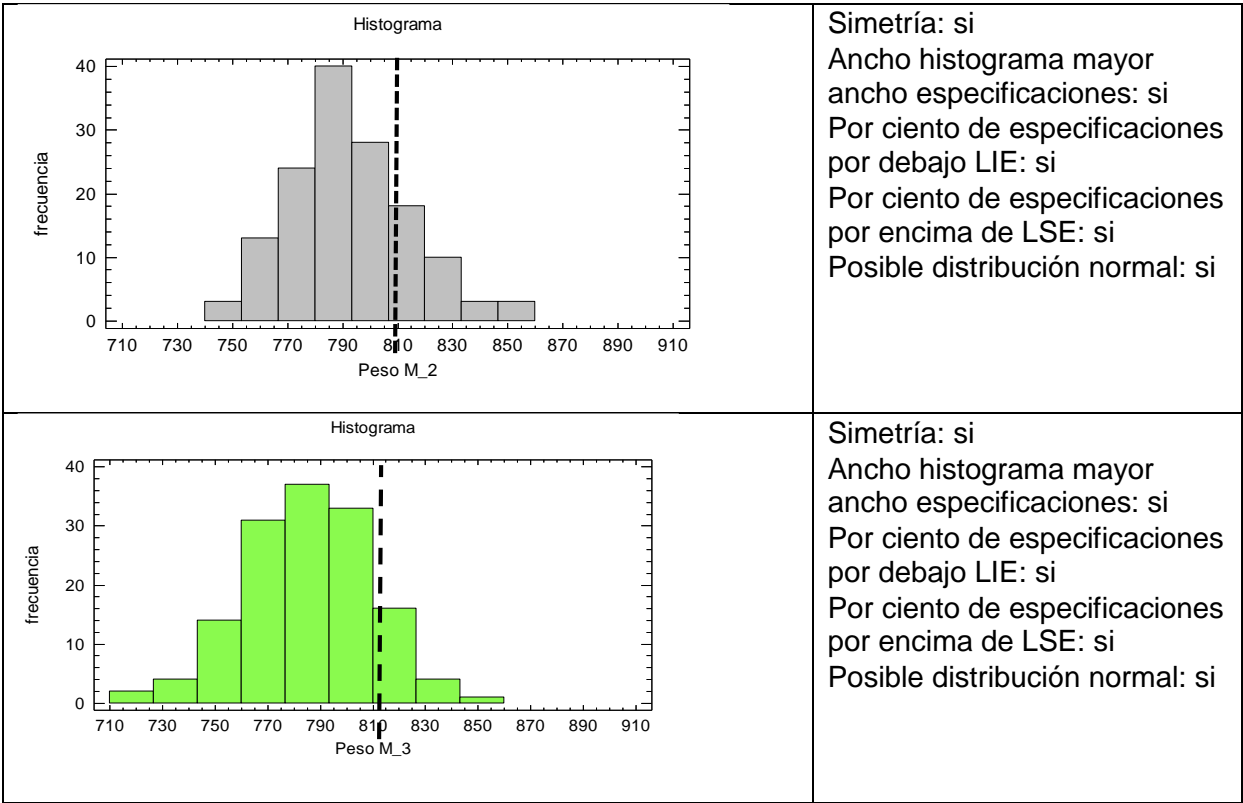 Histograma
40
30
20
10
0
frecuencia
710 730 750 770 790 810 830 850 870 890 910
Peso M_2
Simetría: si
Ancho histograma mayor
ancho especificaciones: si
Por ciento de especificaciones
por debajo LIE: si
Por ciento de especificaciones
por encima de LSE: si
Posible distribución normal: si
Histograma
40
30
20
10
0
frecuencia
710 730 750 770 790 810 830 850 870 890 910
Peso M_3
Simetría: si
Ancho histograma mayor
ancho especificaciones: si
Por ciento de especificaciones
por debajo LIE: si
Por ciento de especificaciones
por encima de LSE: si
Posible distribución normal: si